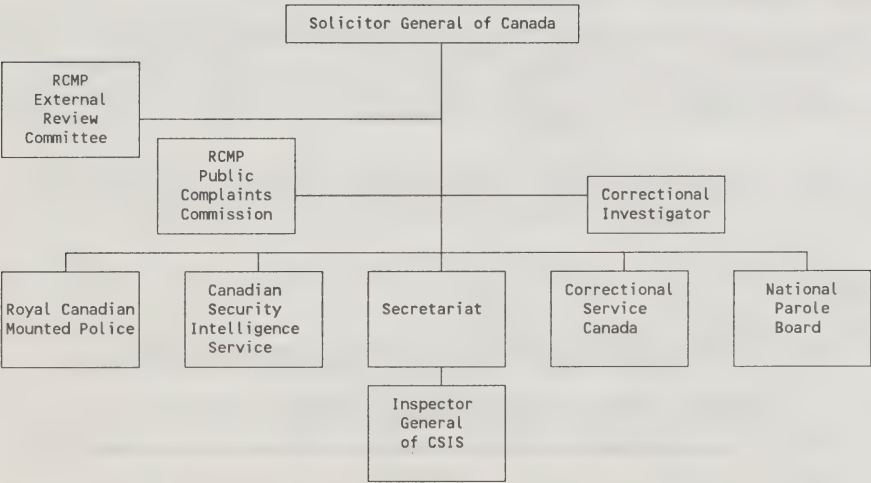 Solicitor General of Canada
RCMP
External
Review
Committee
RCMP
Public
Complaints
Commission
Correctional
Investigator
Royal Canadian
Mounted Police
Canadian
Security
Intelligence
Service
Secretariat
Correctional
Service
Canada
National
Parole
Board
Inspector
General
of CSIS